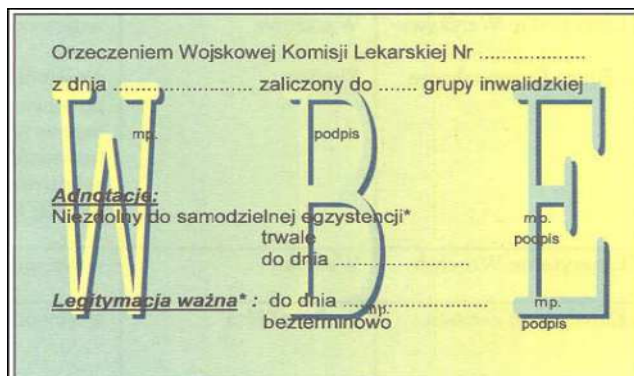 Orzeczeniem Wojskowej Komisji Lekarskiej Nr ..................
z dnia ........................ zaliczony do ....... grupy inwalidzkiej
mp. podpis
W B E
Adnotacje:
Niezdolny do samodzielnej egzystencji*
mp.
trwale podpis
do dnia ...........................
Legitymacja ważna* : do dnia ......................... mp.
mp.
bezterminowo podpis